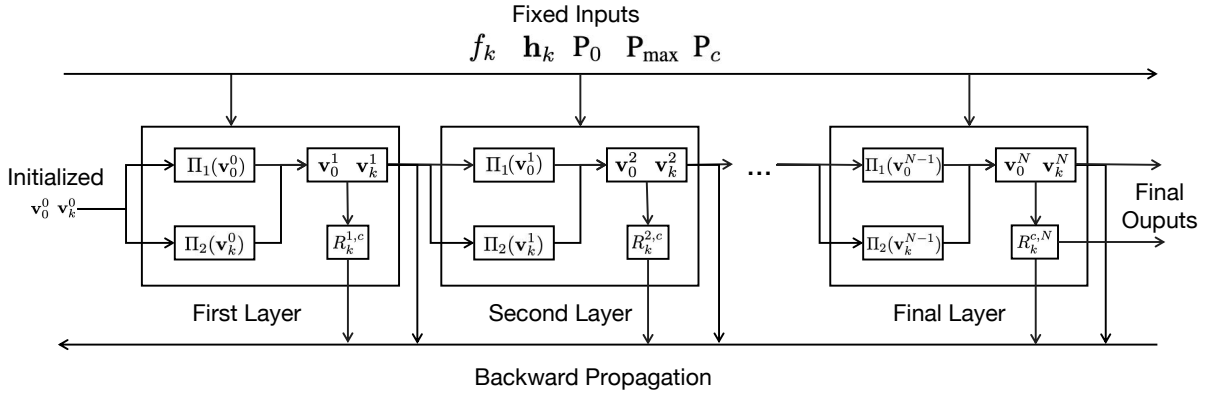 Fixed Inputs
f_k h_k P_0 P_max P_c
Initialized
v_0^0 v_k^0
Π_1(v_0^0)
Π_2(v_k^0)
v_0^1 v_k^1
R_k^{1,c}
First Layer
Π_1(v_0^1)
Π_2(v_k^1)
v_0^2 v_k^2
R_k^{2,c}
Second Layer
...
Π_1(v_0^{N-1})
Π_2(v_k^{N-1})
v_0^N v_k^N
R_k^{c,N}
Final Layer
Final
Ouputs
Backward Propagation